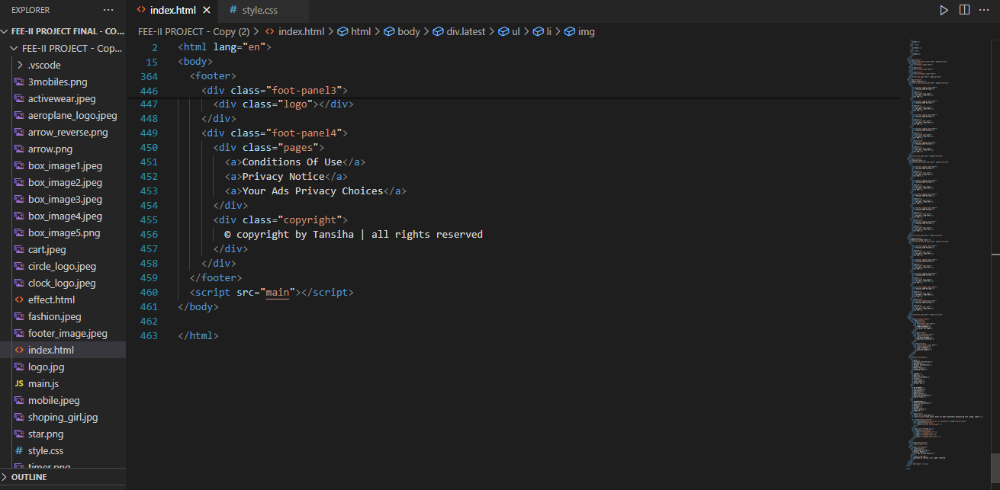 EXPLORER ···
FEE-II PROJECT FINAL - CO...
FEE-II PROJECT - Cop...
.vscode
3mobiles.png
activewear.jpeg
aeroplane_logo.jpeg
arrow_reverse.png
arrow.png
box_image1.jpeg
box_image2.jpeg
box_image3.jpeg
box_image4.jpeg
box_image5.png
cart.jpeg
circle_logo.jpeg
clock_logo.jpeg
effect.html
fashion.jpeg
footer_image.jpeg
index.html
logo.jpg
JS main.js
mobile.jpeg
shoping_girl.jpg
star.png
# style.css
timer.png
OUTLINE
<> index.html × # style.css
FEE-II PROJECT - Copy (2) > <> index.html > html > body > div.latest > ul > li > img
2 <html lang="en">
15 <body>
364 <footer>
446 <div class="foot-panel3">
447 <div class="logo"></div>
448 </div>
449 <div class="foot-panel4">
450 <div class="pages">
451 <a>Conditions Of Use</a>
452 <a>Privacy Notice</a>
453 <a>Your Ads Privacy Choices</a>
454 </div>
455 <div class="copyright">
456 © copyright by Tansiha | all rights reserved
457 </div>
458 </div>
459 </footer>
460 <script src="main"></script>
461 </body>
462
463 </html>